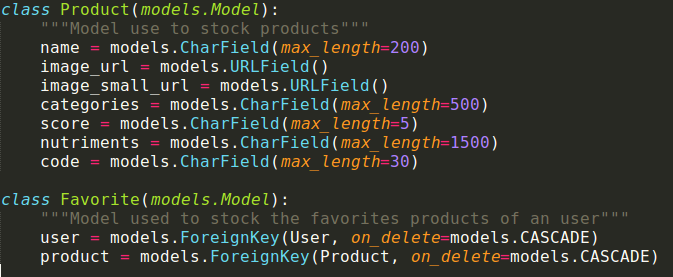 class Product(models.Model):
    """Model use to stock products"""
    name = models.CharField(max_length=200)
    image_url = models.URLField()
    image_small_url = models.URLField()
    categories = models.CharField(max_length=500)
    score = models.CharField(max_length=5)
    nutriments = models.CharField(max_length=1500)
    code = models.CharField(max_length=30)

class Favorite(models.Model):
    """Model used to stock the favorites products of an user"""
    user = models.ForeignKey(User, on_delete=models.CASCADE)
    product = models.ForeignKey(Product, on_delete=models.CASCADE)